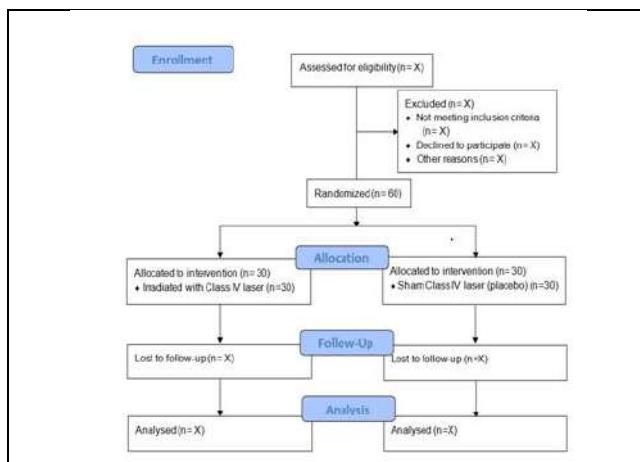 Enrollment
Assessed for eligibility (n= X)
Excluded (n= X)
♦ Not meeting inclusion criteria
(n= X)
♦ Declined to participate (n= X)
♦ Other reasons (n= X)
Randomized (n= 60)
Allocation
Allocated to intervention (n= 30)
♦ Irradiated with Class IV laser (n=30)
Allocated to intervention (n= 30)
♦ Sham Class IV laser (placebo) (n=30)
Follow-Up
Lost to follow-up (n= X)
Lost to follow-up (n=X)
Analysis
Analysed (n= X)
Analysed (n=X)